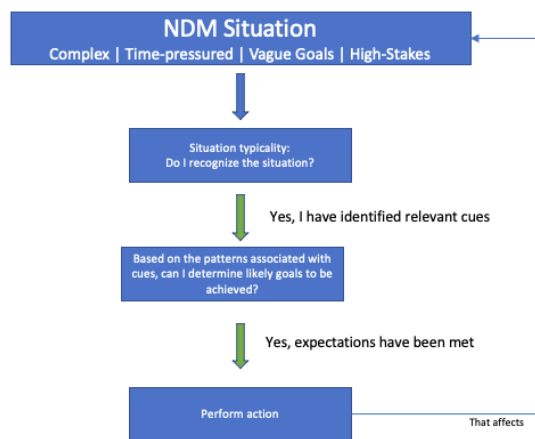 NDM Situation
Complex | Time-pressured | Vague Goals | High-Stakes
Situation typicality:
Do I recognize the situation?
Yes, I have identified relevant cues
Based on the patterns associated with
cues, can I determine likely goals to be
achieved?
Yes, expectations have been met
Perform action
That affects